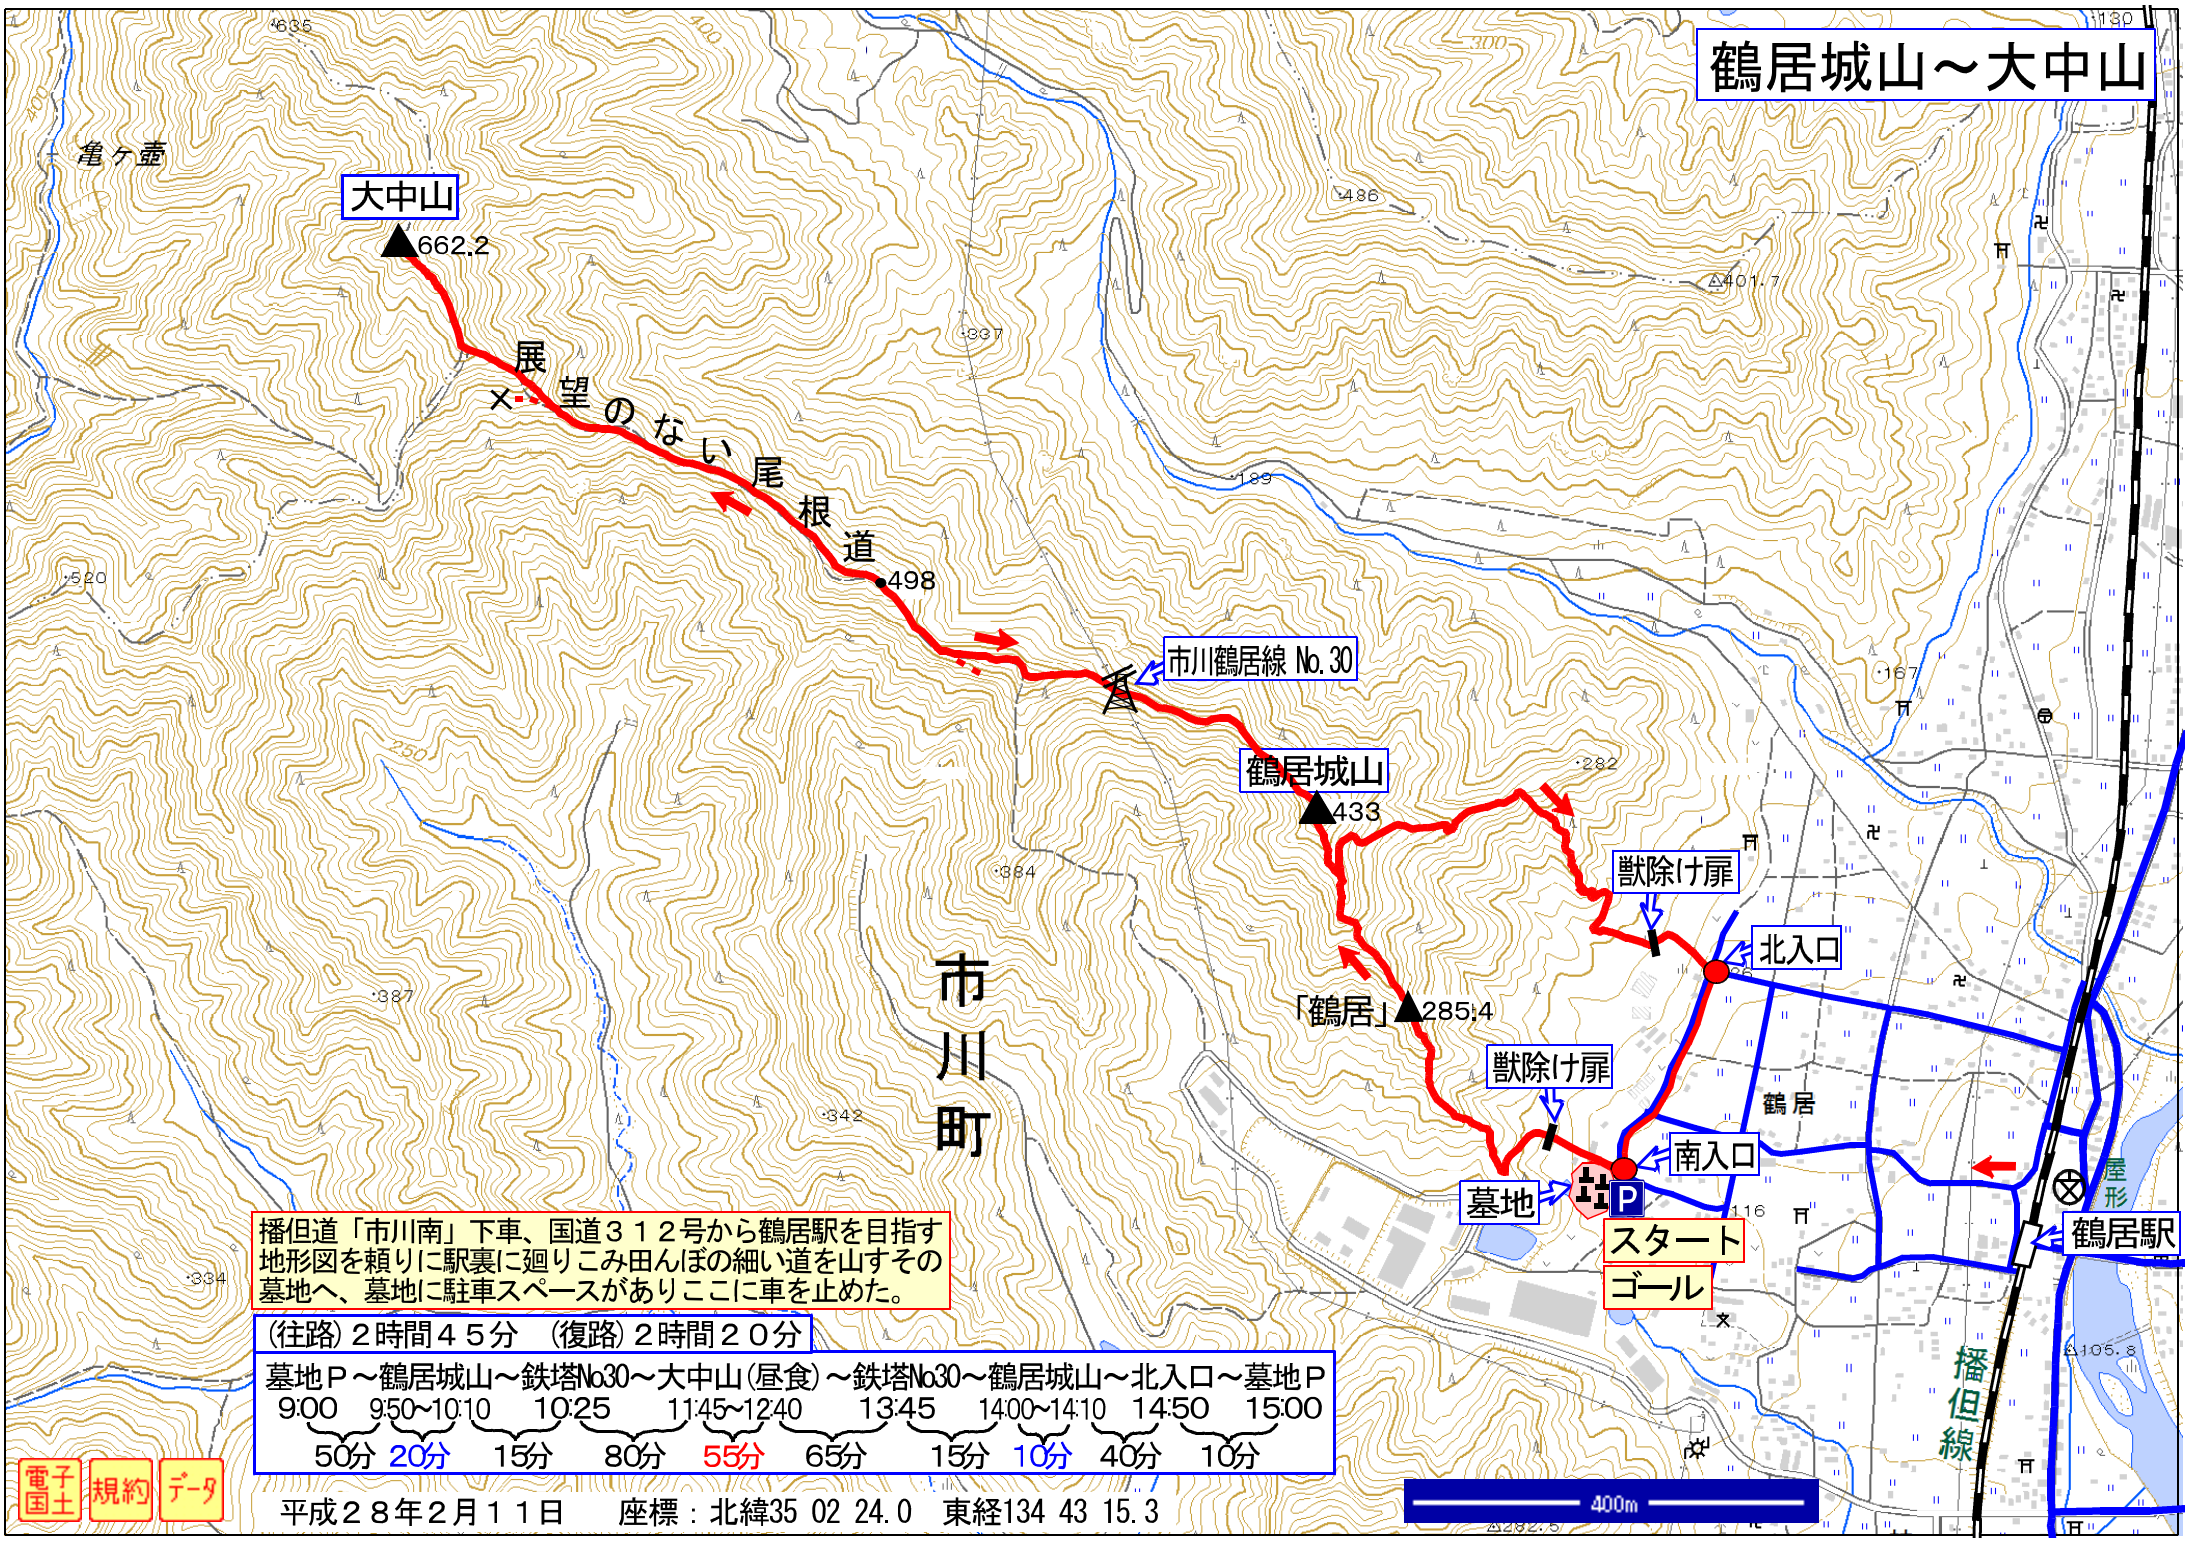 鶴居城山～大中山
635
400
300
130
400
亀ヶ壺
大中山
662.2
486
401.7
337
展望のない尾根道
189
498
520
市川鶴居線 No.30
167
250
282
鶴居城山
433
384
獣除け扉
北入口
387
市川町
「鶴居」
285.4
獣除け扉
鶴居
342
南入口
屋形
墓地
P
116
スタート
鶴居駅
ゴール
334
播但道「市川南」下車、国道３１２号から鶴居駅を目指す
地形図を頼りに駅裏に廻りこみ田んぼの細い道を山すその
墓地へ、墓地に駐車スペースがありここに車を止めた。
(往路)２時間４５分　(復路)２時間２０分
105.8
播但線
墓地Ｐ～鶴居城山～鉄塔No30～大中山(昼食)～鉄塔No30～鶴居城山～北入口～墓地Ｐ
9:00 9:50～10:10 10:25 11:45～12:40 13:45 14:00～14:10 14:50 15:00
50分 20分 15分 80分 55分 65分 15分 10分 40分 10分
電子国土
規約
データ
平成２８年２月１１日　座標：北緯35 02 24.0　東経134 43 15.3
400m
282.5